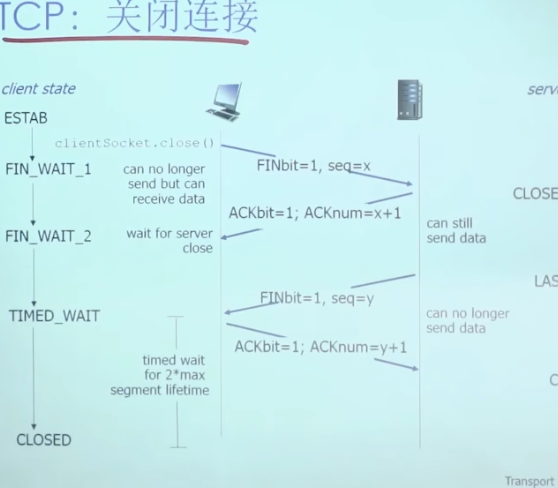 TCP: 关闭连接
client state
ESTAB
clientSocket.close()
FINbit=1, seq=x
FIN_WAIT_1
can no longer
send but can
receive data
CLOSE
ACKbit=1; ACKnum=x+1
can still
send data
FIN_WAIT_2
wait for server
close
LAS
FINbit=1, seq=y
TIMED_WAIT
can no longer
send data
ACKbit=1; ACKnum=y+1
timed wait
for 2*max
segment lifetime
C
CLOSED
Transport